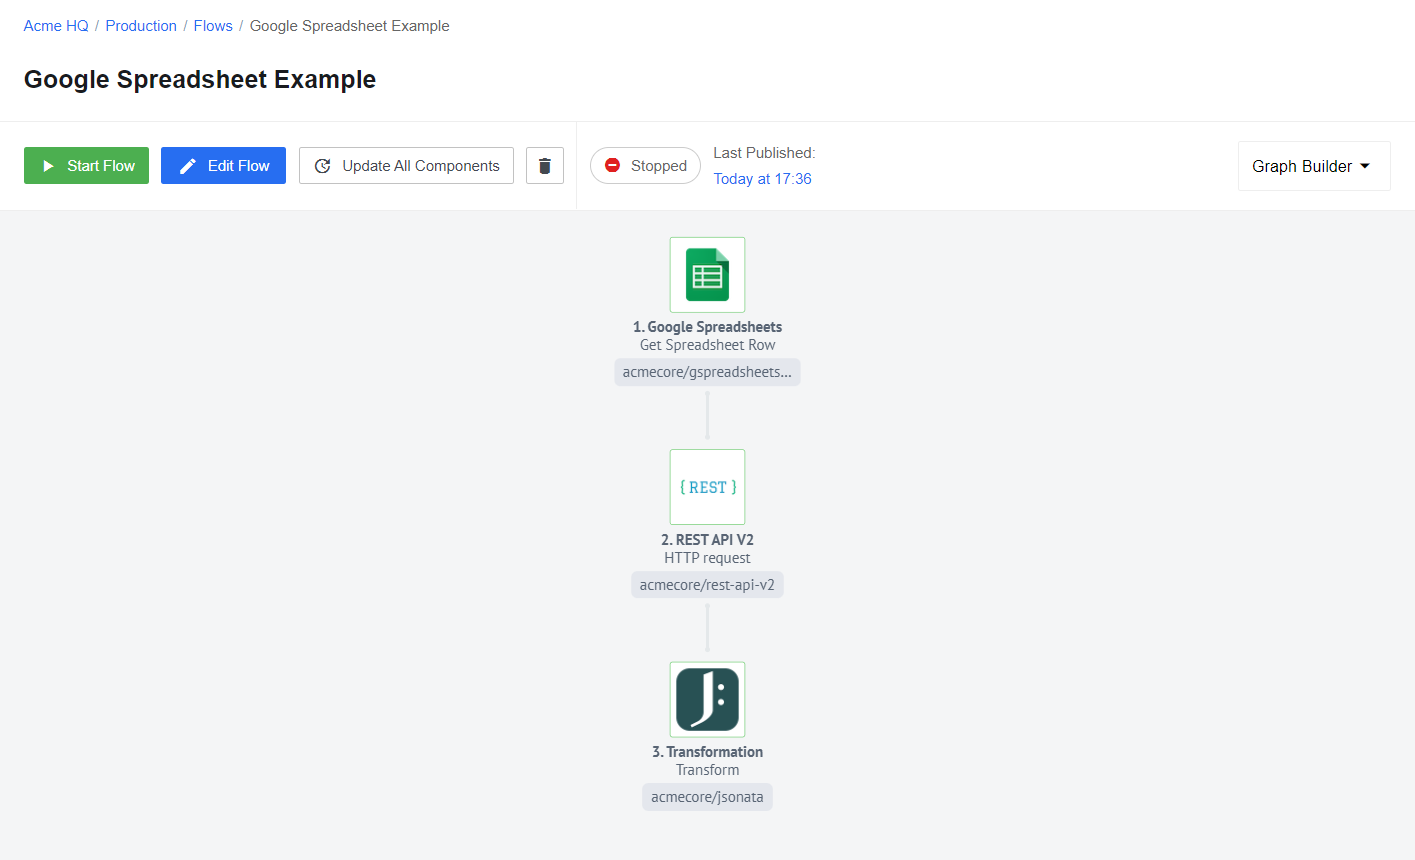 Acme HQ / Production / Flows / Google Spreadsheet Example
Google Spreadsheet Example
Start Flow
Edit Flow
Update All Components
Stopped
Last Published:
Today at 17:36
Graph Builder
1. Google Spreadsheets
Get Spreadsheet Row
acmecore/gspreadsheets...
{ REST }
2. REST API V2
HTTP request
acmecore/rest-api-v2
J:
3. Transformation
Transform
acmecore/jsonata